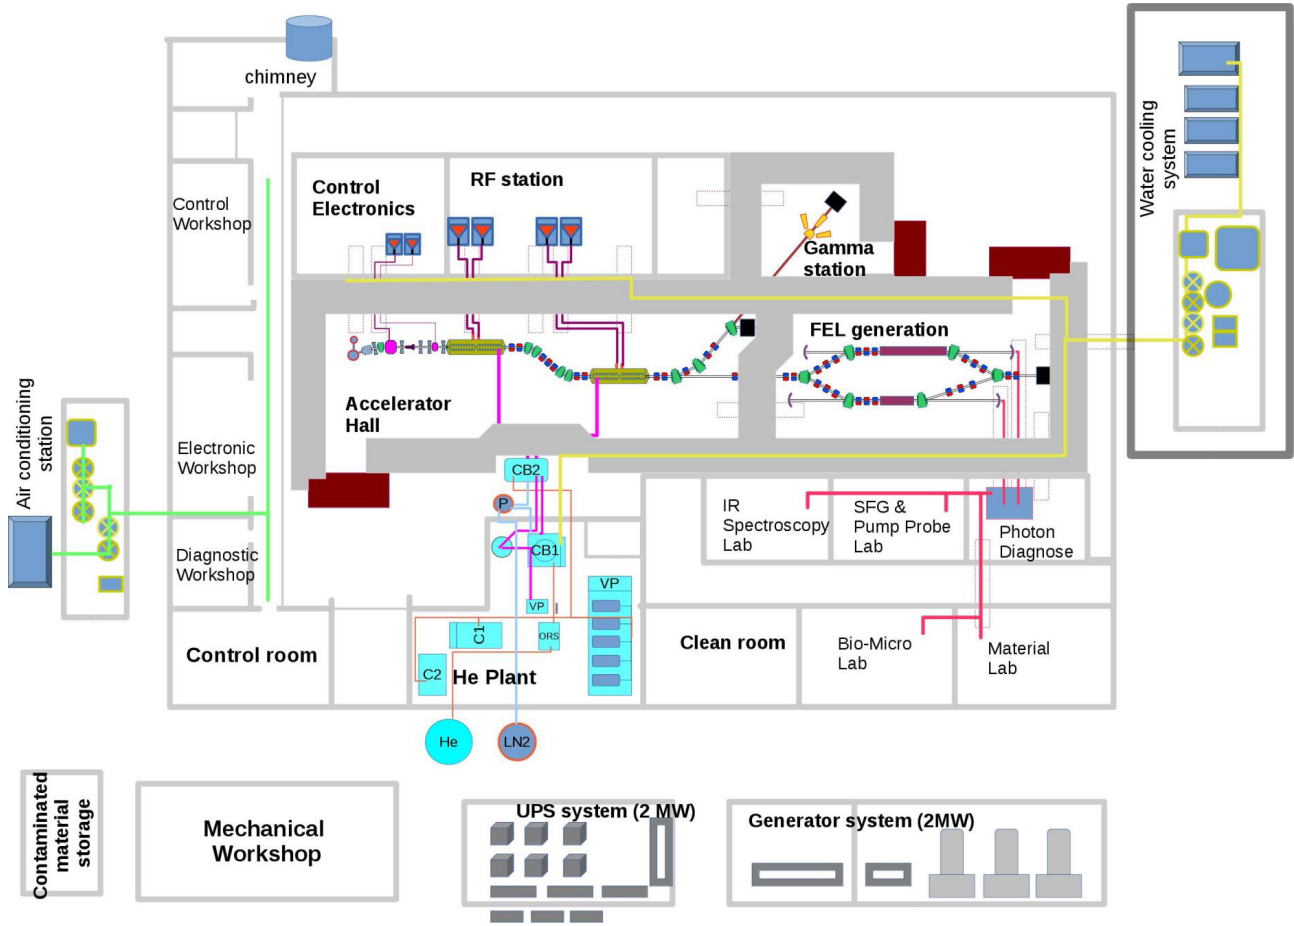 chimney
Water cooling
system
Control
Electronics
RF station
Control
Workshop
Gamma
station
FEL generation
Accelerator
Hall
Air conditioning
station
Electronic
Workshop
CB2
P
IR
Spectroscopy
Lab
SFG &
Pump Probe
Lab
Photon
Diagnose
CB1
Diagnostic
Workshop
VP
VP
C1
ORS
Control room
C2
He Plant
Clean room
Bio-Micro
Lab
Material
Lab
He
LN2
Contaminated
material
storage
Mechanical
Workshop
UPS system (2 MW)
Generator system (2MW)